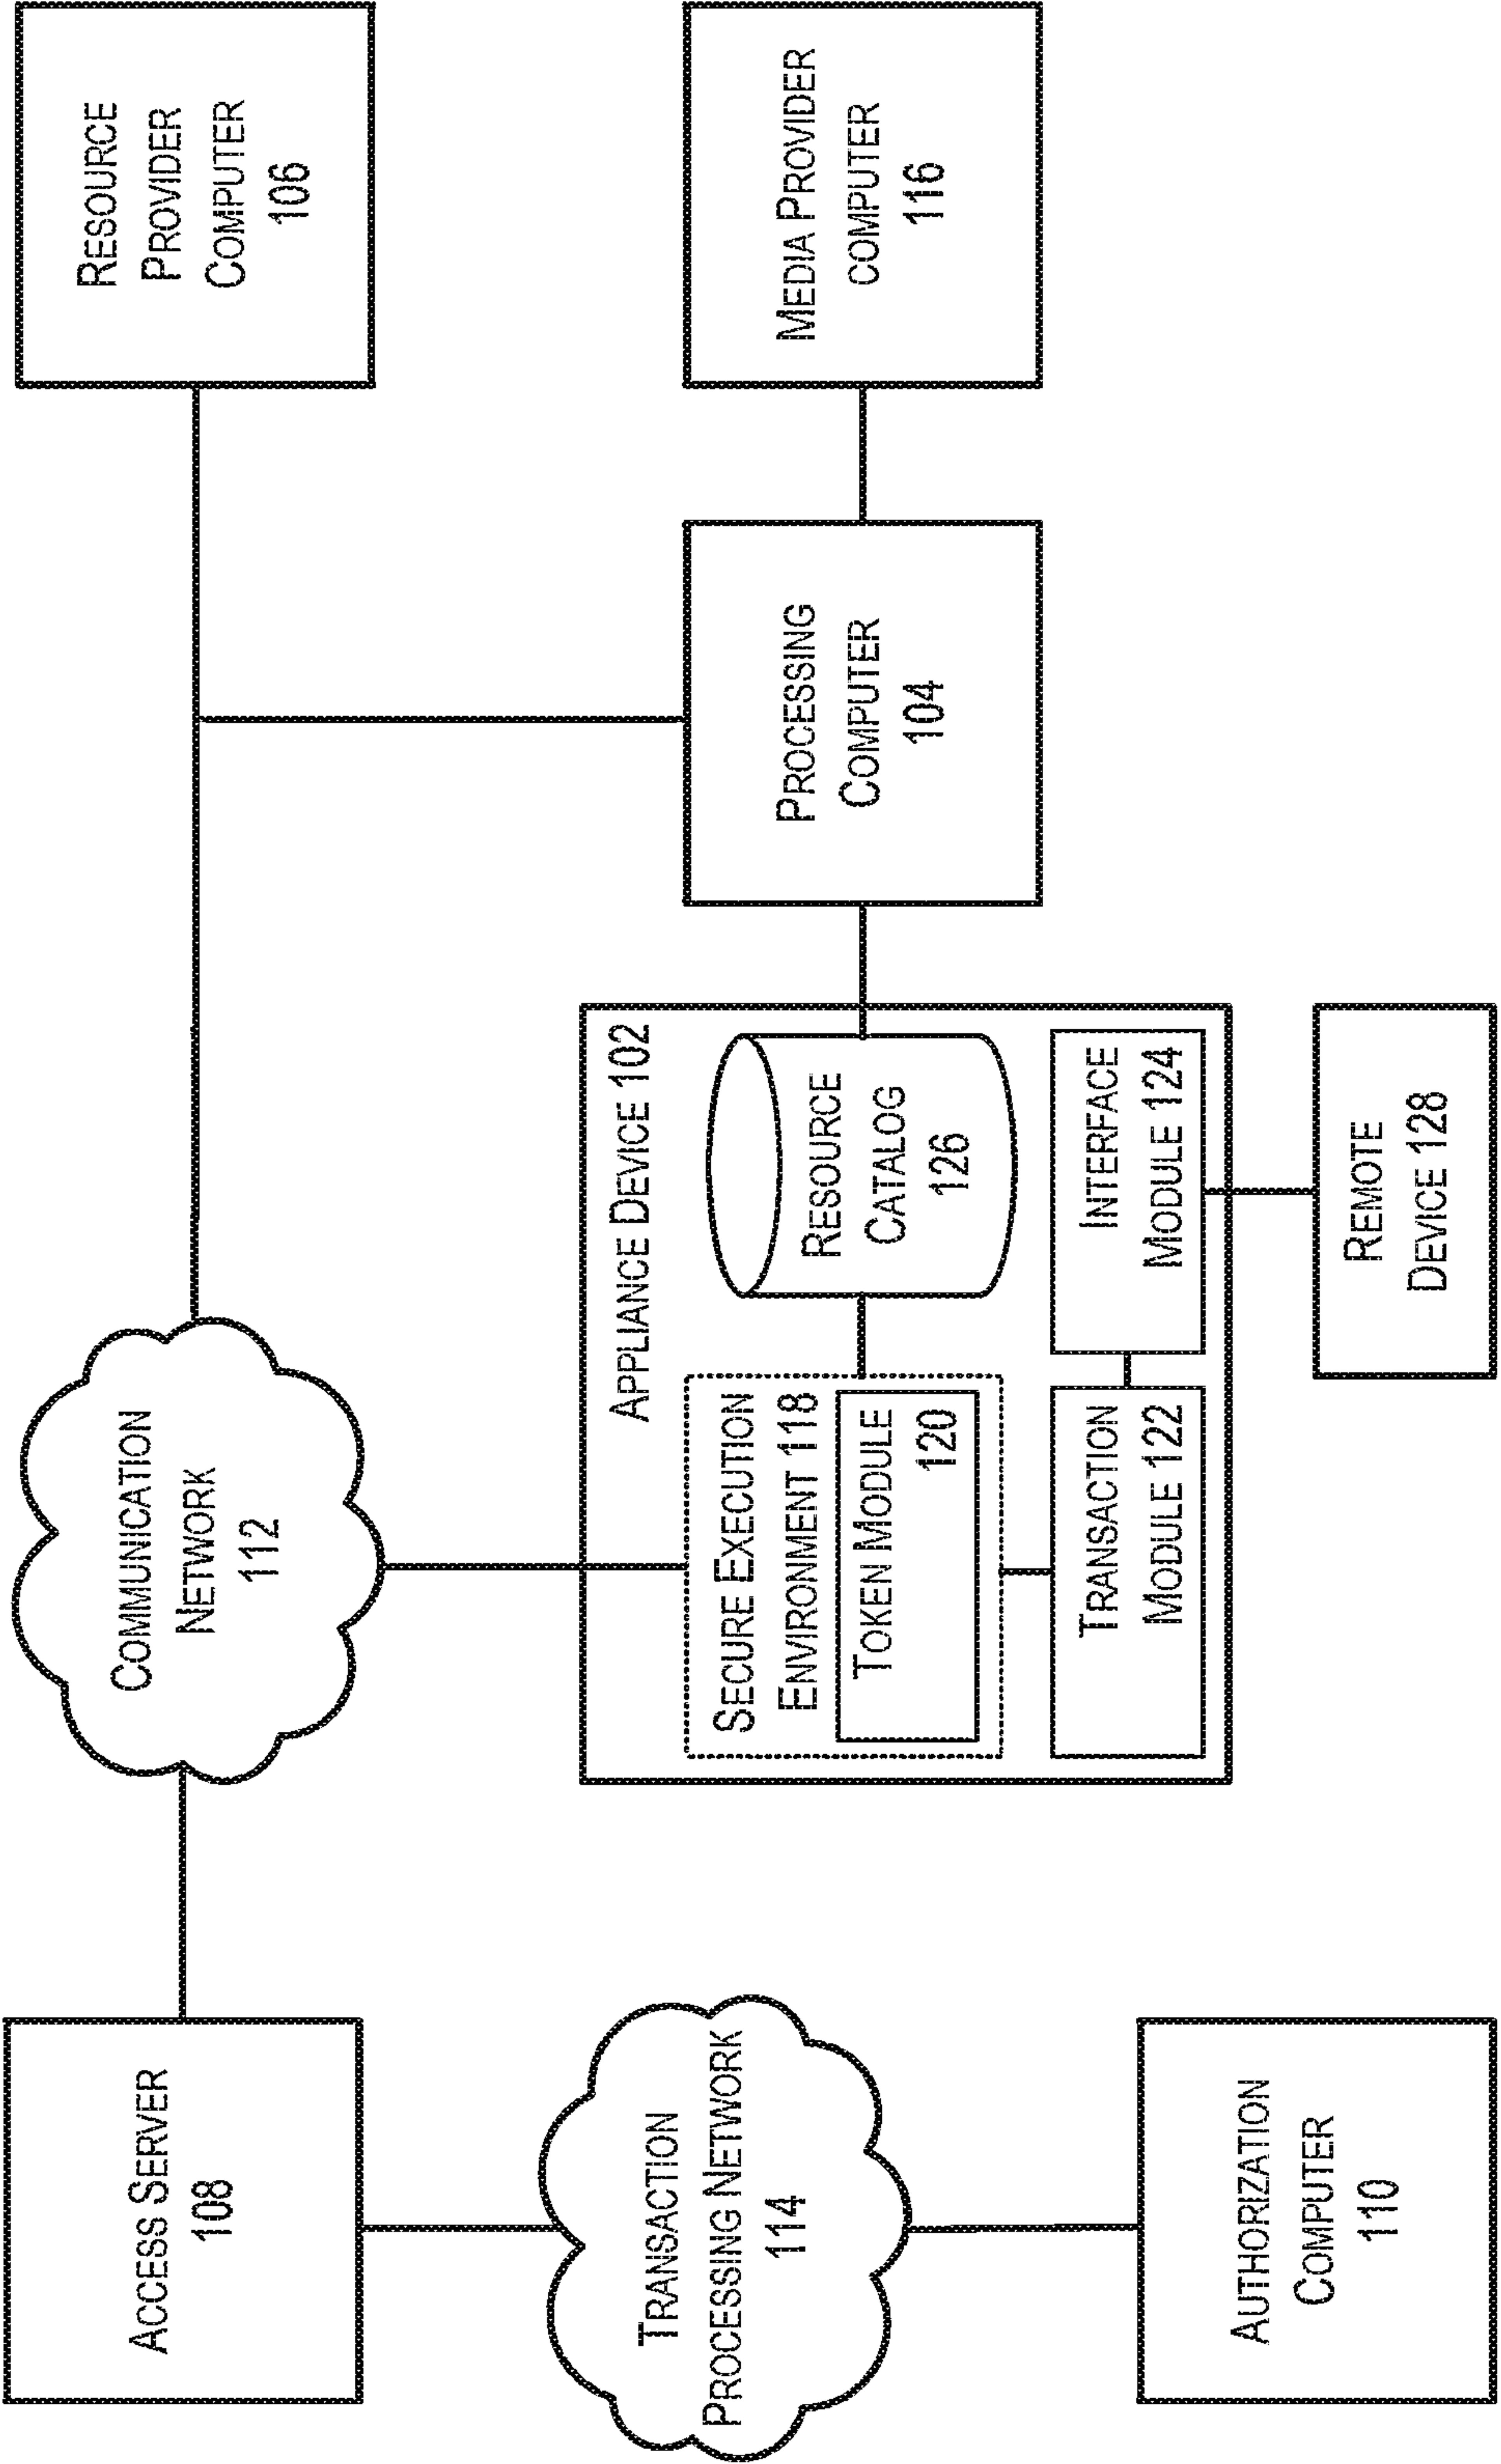 ACCESS SERVER
108
COMMUNICATION
NETWORK
112
RESOURCE
PROVIDER
COMPUTER
106
TRANSACTION
PROCESSING NETWORK
114
APPLIANCE DEVICE 102
SECURE EXECUTION
ENVIRONMENT 118
TOKEN MODULE
120
RESOURCE
CATALOG
126
TRANSACTION
MODULE 122
INTERFACE
MODULE 124
PROCESSING
COMPUTER
104
MEDIA PROVIDER
COMPUTER
116
AUTHORIZATION
COMPUTER
110
REMOTE
DEVICE 128